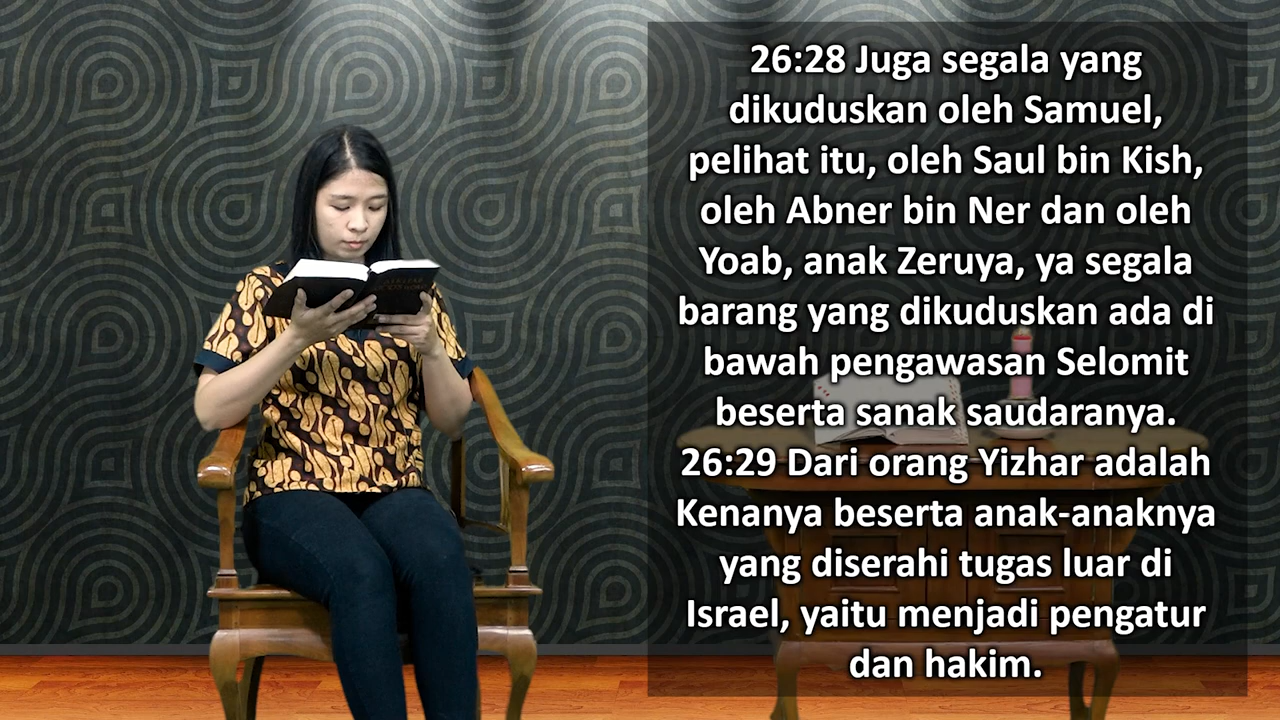 26:28 Juga segala yang
dikuduskan oleh Samuel,
pelihat itu, oleh Saul bin Kish,
oleh Abner bin Ner dan oleh
Yoab, anak Zeruya, ya segala
barang yang dikuduskan ada di
bawah pengawasan Selomit
beserta sanak saudaranya.
26:29 Dari orang Yizhar adalah
Kenanya beserta anak-anaknya
yang diserahi tugas luar di
Israel, yaitu menjadi pengatur
dan hakim.